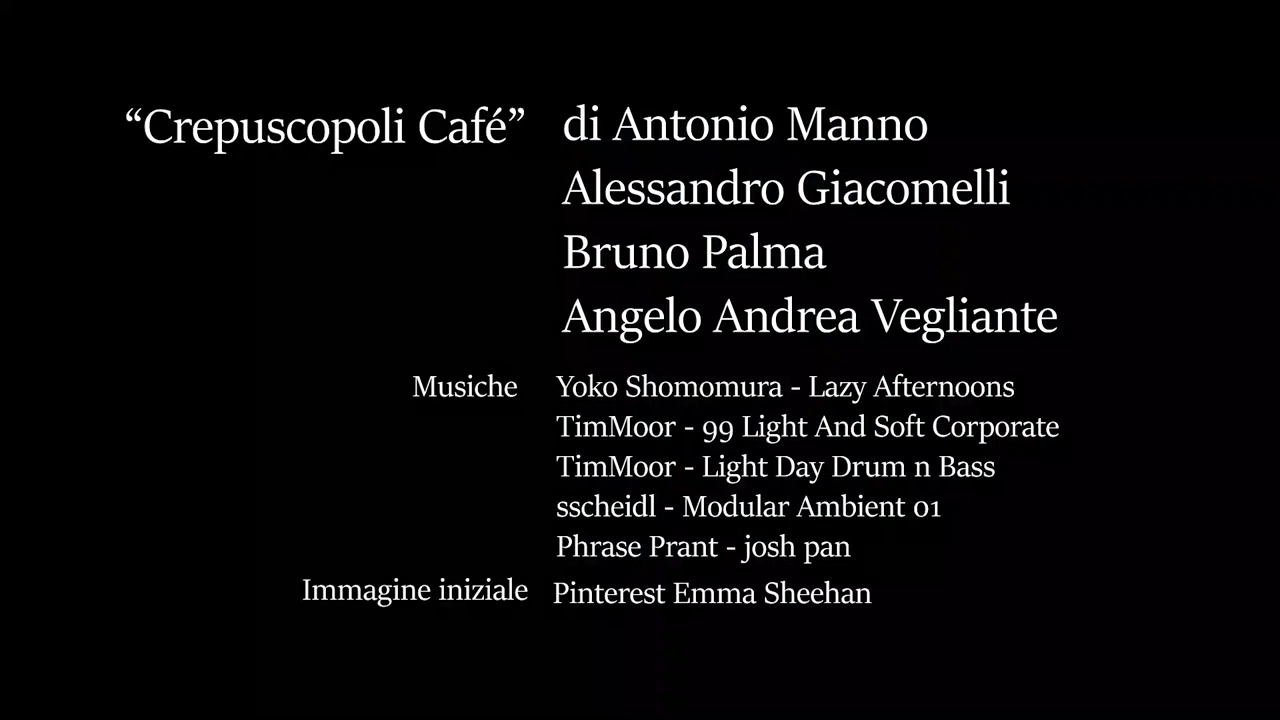 “Crepuscopoli Café” di Antonio Manno
Alessandro Giacomelli
Bruno Palma
Angelo Andrea Vegliante
Musiche Yoko Shomomura - Lazy Afternoons
TimMoor - 99 Light And Soft Corporate
TimMoor - Light Day Drum n Bass
sscheidl - Modular Ambient 01
Phrase Prant - josh pan
Immagine iniziale Pinterest Emma Sheehan